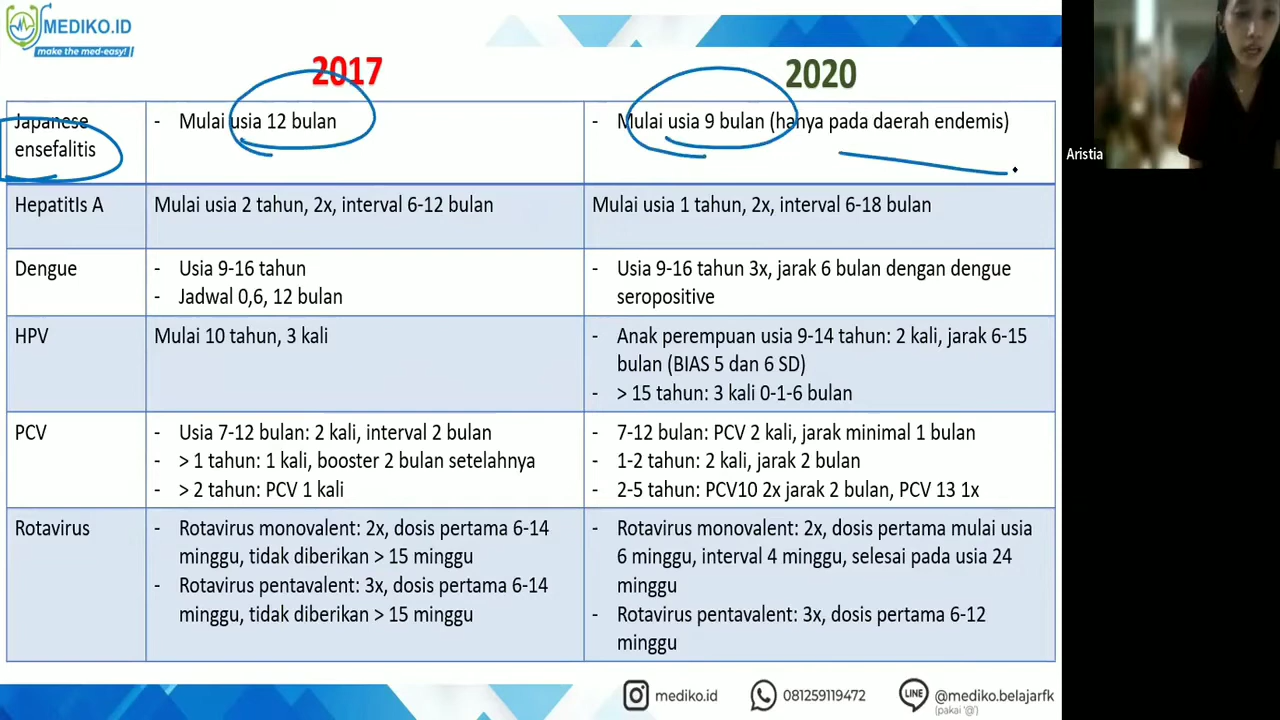 MEDIKO.ID
make the med-easy!
2017
2020
Japanese
ensefalitis
- Mulai usia 12 bulan
- Mulai usia 9 bulan (hanya pada daerah endemis)
HepatitIs A
Mulai usia 2 tahun, 2x, interval 6-12 bulan
Mulai usia 1 tahun, 2x, interval 6-18 bulan
Dengue
- Usia 9-16 tahun
- Jadwal 0,6, 12 bulan
- Usia 9-16 tahun 3x, jarak 6 bulan dengan dengue
seropositive
HPV
Mulai 10 tahun, 3 kali
- Anak perempuan usia 9-14 tahun: 2 kali, jarak 6-15
bulan (BIAS 5 dan 6 SD)
- > 15 tahun: 3 kali 0-1-6 bulan
PCV
- Usia 7-12 bulan: 2 kali, interval 2 bulan
- > 1 tahun: 1 kali, booster 2 bulan setelahnya
- > 2 tahun: PCV 1 kali
- 7-12 bulan: PCV 2 kali, jarak minimal 1 bulan
- 1-2 tahun: 2 kali, jarak 2 bulan
- 2-5 tahun: PCV10 2x jarak 2 bulan, PCV 13 1x
Rotavirus
- Rotavirus monovalent: 2x, dosis pertama 6-14
minggu, tidak diberikan > 15 minggu
- Rotavirus pentavalent: 3x, dosis pertama 6-14
minggu, tidak diberikan > 15 minggu
- Rotavirus monovalent: 2x, dosis pertama mulai usia
6 minggu, interval 4 minggu, selesai pada usia 24
minggu
- Rotavirus pentavalent: 3x, dosis pertama 6-12
minggu
mediko.id
081259119472
LINE
@mediko.belajarfk
(pakai '@')
Aristia